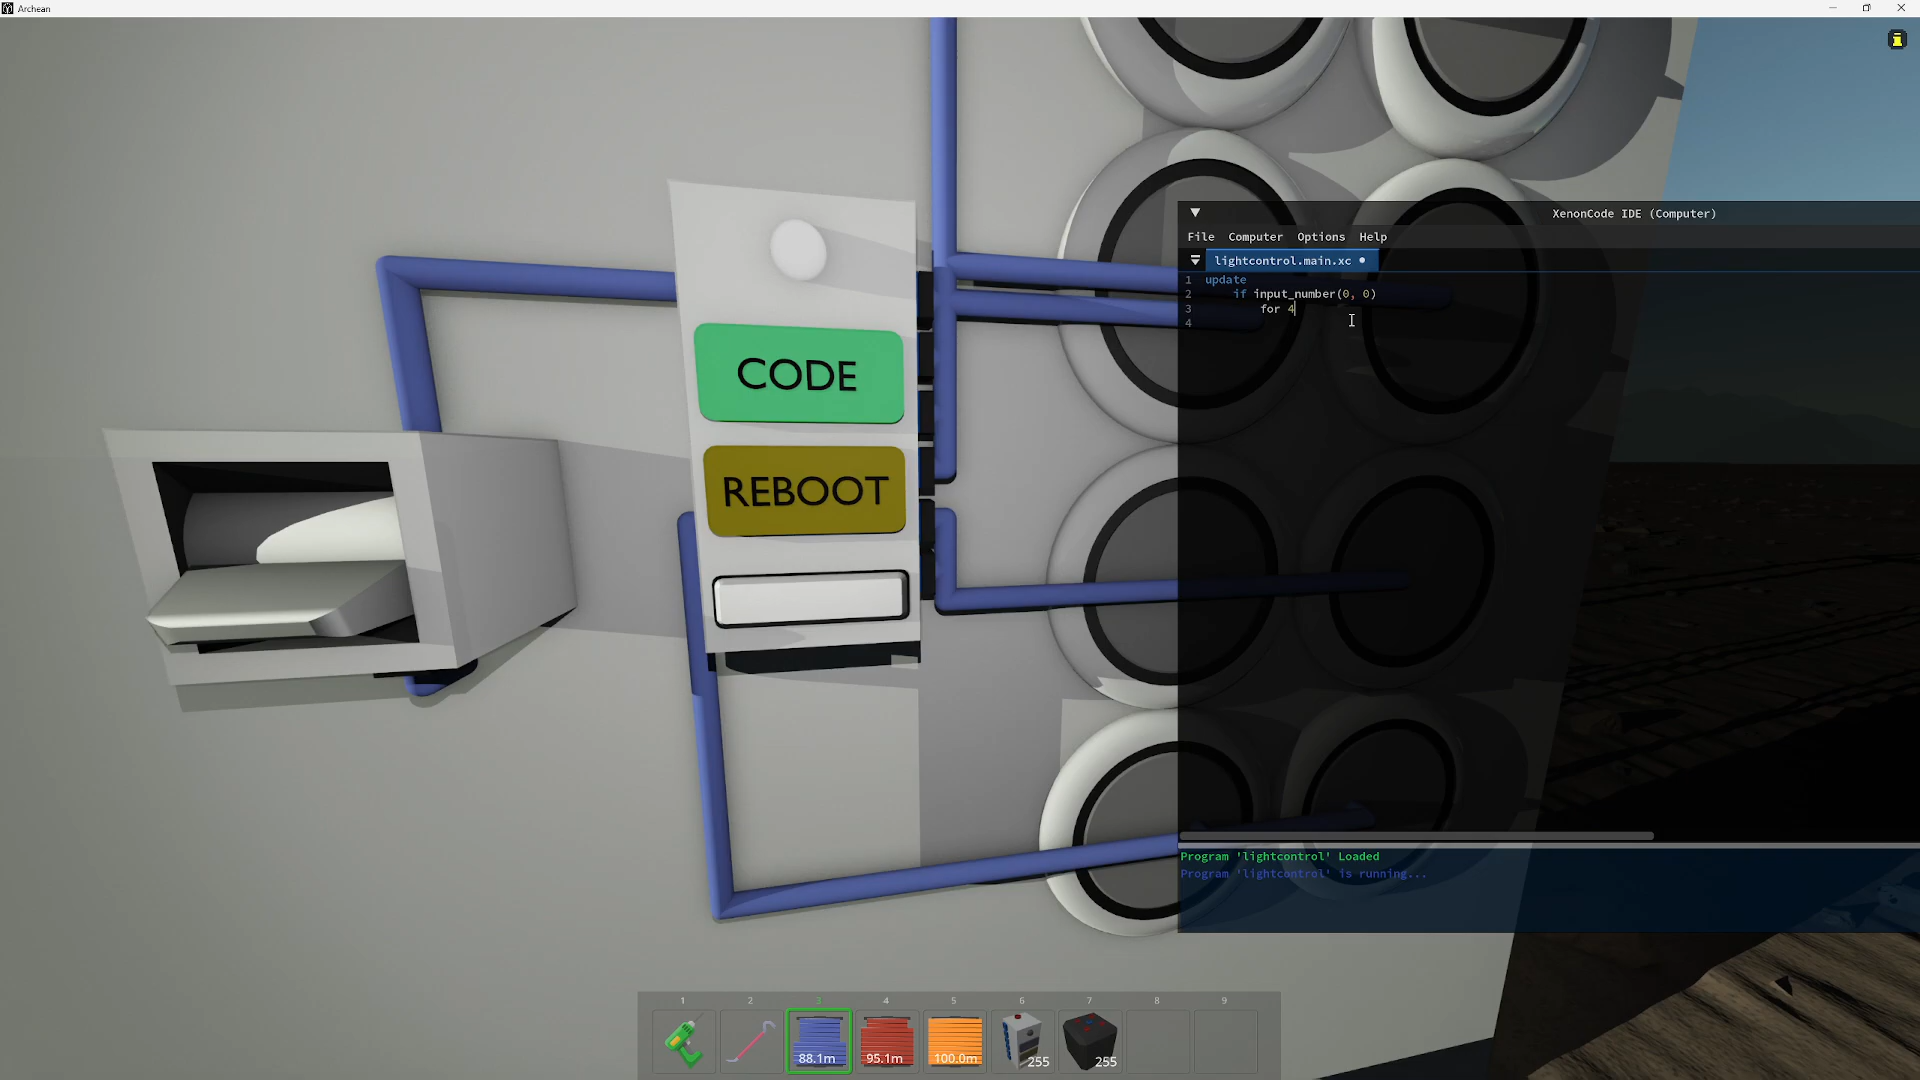 Archean
XenonCode IDE (Computer)
File Computer Options Help
lightcontrol.main.xc
1 update
2 if input_number(0, 0)
3 for 4
4
CODE
REBOOT
Program 'lightcontrol' Loaded
Program 'lightcontrol' is running...
1 2 3 4 5 6 7 8 9
88.1m 95.1m 100.0m 255 255